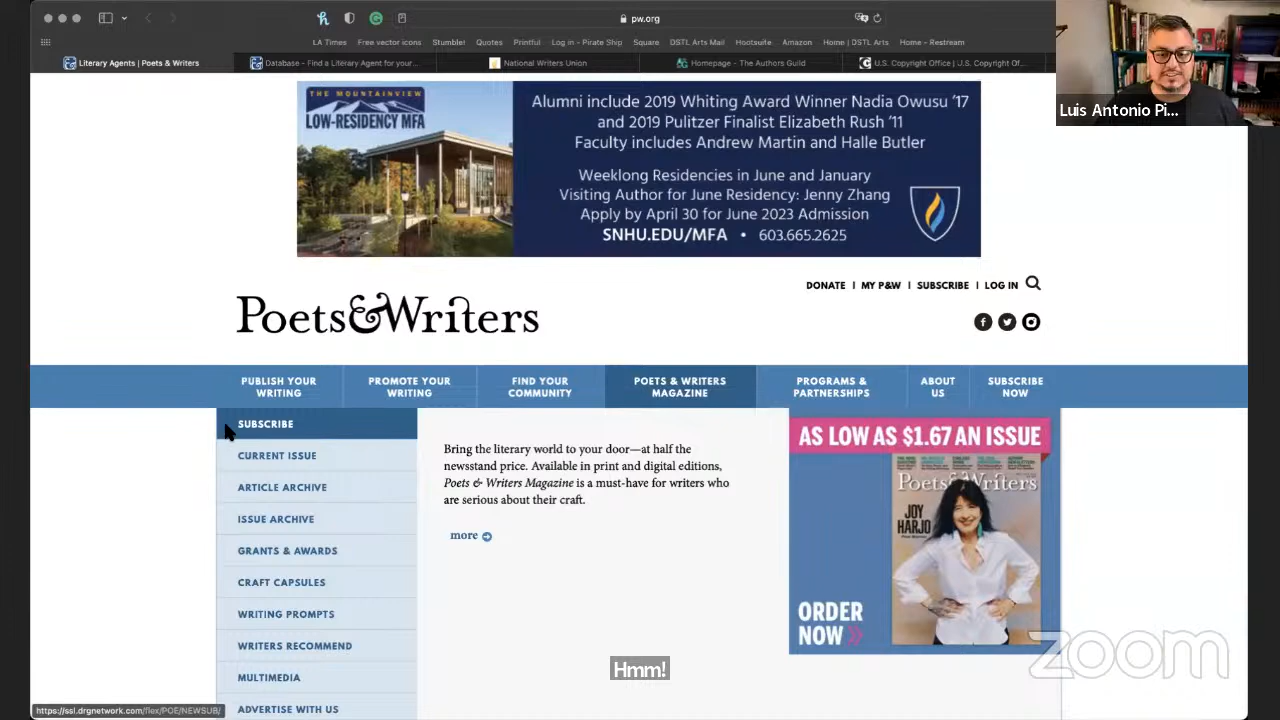 pw.org
LA Times Free vector icons Stumble! Quotes Printful Log in - Pirate Ship Square DSTL Arts Mail Hootsuite Amazon Home | DSTL Arts Home - Restream
Literary Agents | Poets & Writers
Database - Find a Literary Agent for your...
National Writers Union
Homepage - The Authors Guild
U.S. Copyright Office | U.S. Copyright Of...
Luis Antonio Pi...
THE MOUNTAINVIEW
LOW-RESIDENCY MFA
Alumni include 2019 Whiting Award Winner Nadia Owusu '17
and 2019 Pulitzer Finalist Elizabeth Rush '11
Faculty includes Andrew Martin and Halle Butler
Weeklong Residencies in June and January
Visiting Author for June Residency: Jenny Zhang
Apply by April 30 for June 2023 Admission
SNHU.EDU/MFA • 603.665.2625
DONATE | MY P&W | SUBSCRIBE | LOG IN
Poets&Writers
PUBLISH YOUR WRITING
PROMOTE YOUR WRITING
FIND YOUR COMMUNITY
POETS & WRITERS MAGAZINE
PROGRAMS & PARTNERSHIPS
ABOUT US
SUBSCRIBE NOW
SUBSCRIBE
CURRENT ISSUE
ARTICLE ARCHIVE
ISSUE ARCHIVE
GRANTS & AWARDS
CRAFT CAPSULES
WRITING PROMPTS
WRITERS RECOMMEND
MULTIMEDIA
ADVERTISE WITH US
Bring the literary world to your door—at half the
newsstand price. Available in print and digital editions,
Poets & Writers Magazine is a must-have for writers who
are serious about their craft.
more
AS LOW AS $1.67 AN ISSUE
Poets&Writers
JOY
HARJO
ORDER
NOW
Hmm!
zoom
https://ssl.drgnetwork.com/flex/POE/NEWSUB/